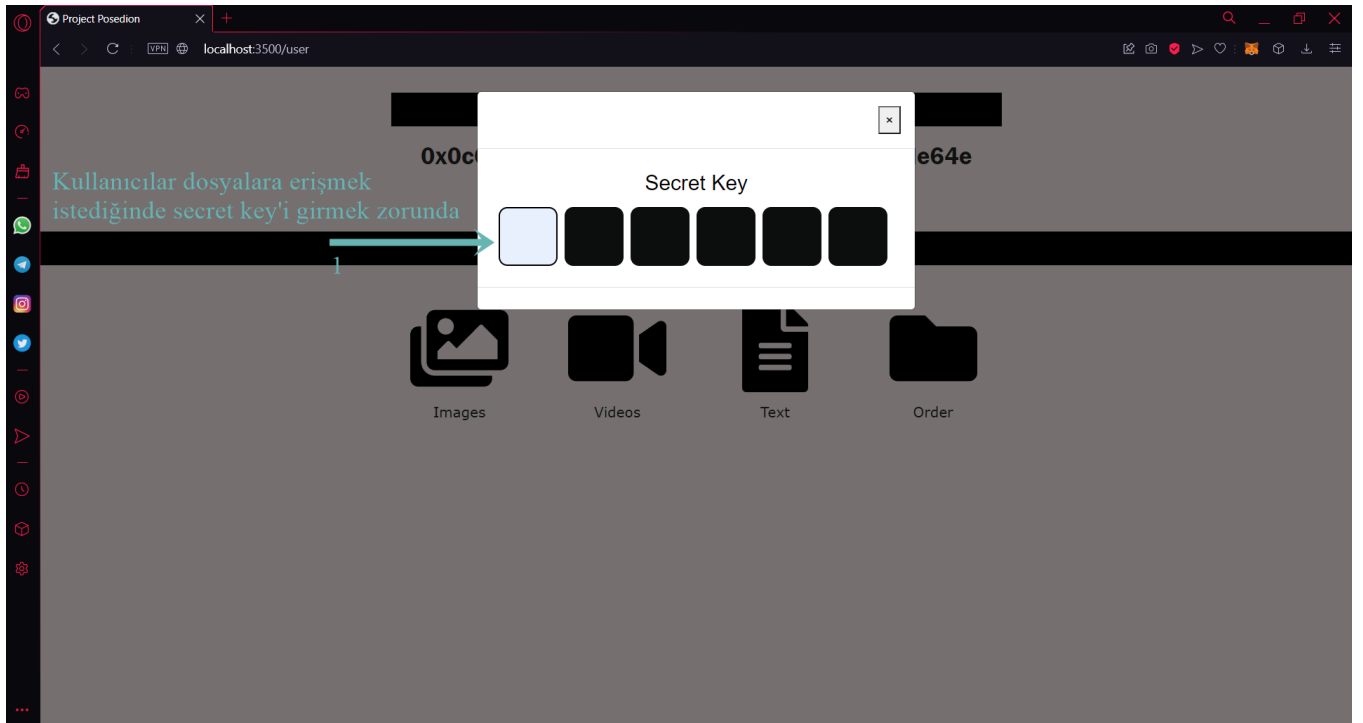 Project Posedion
VPN
localhost:3500/user
×
0x0c
e64e
Secret Key
Kullanıcılar dosyalara erişmek
istediğinde secret key'i girmek zorunda
1
Images
Videos
Text
Order